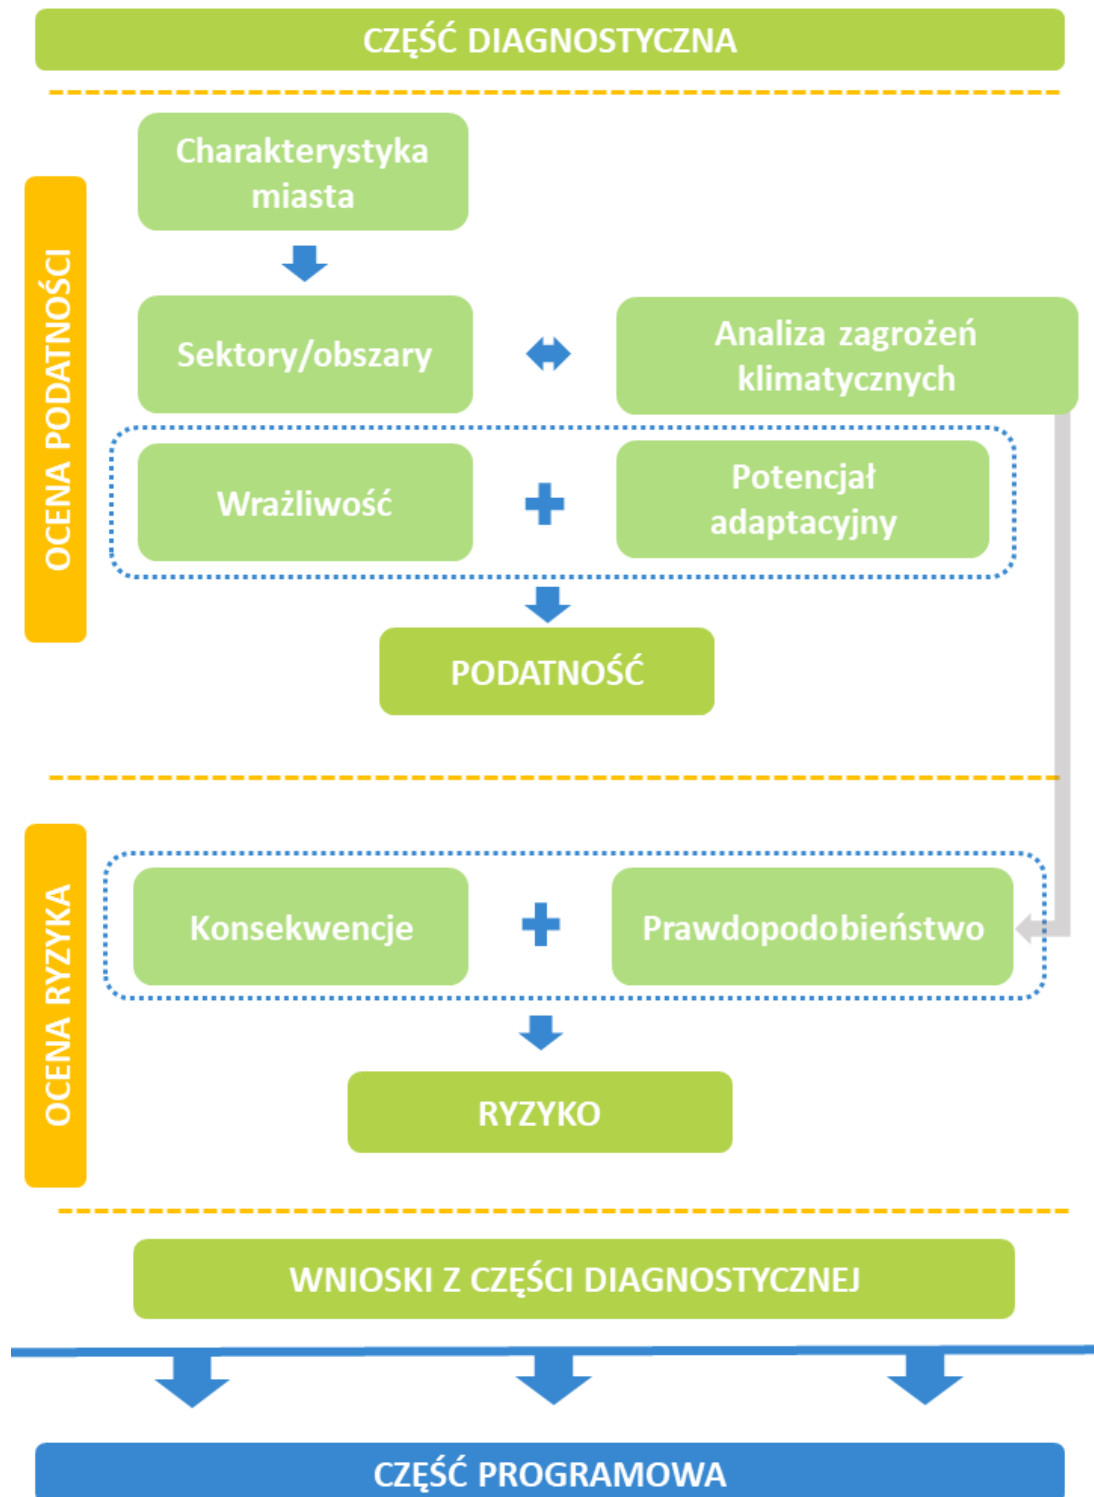 CZĘŚĆ DIAGNOSTYCZNA
OCENA PODATNOŚCI
Charakterystyka
miasta
Sektory/obszary
Analiza zagrożeń
klimatycznych
Wrażliwość
Potencjał
adaptacyjny
PODATNOŚĆ
OCENA RYZYKA
Konsekwencje
Prawdopodobieństwo
RYZYKO
WNIOSKI Z CZĘŚCI DIAGNOSTYCZNEJ
CZĘŚĆ PROGRAMOWA